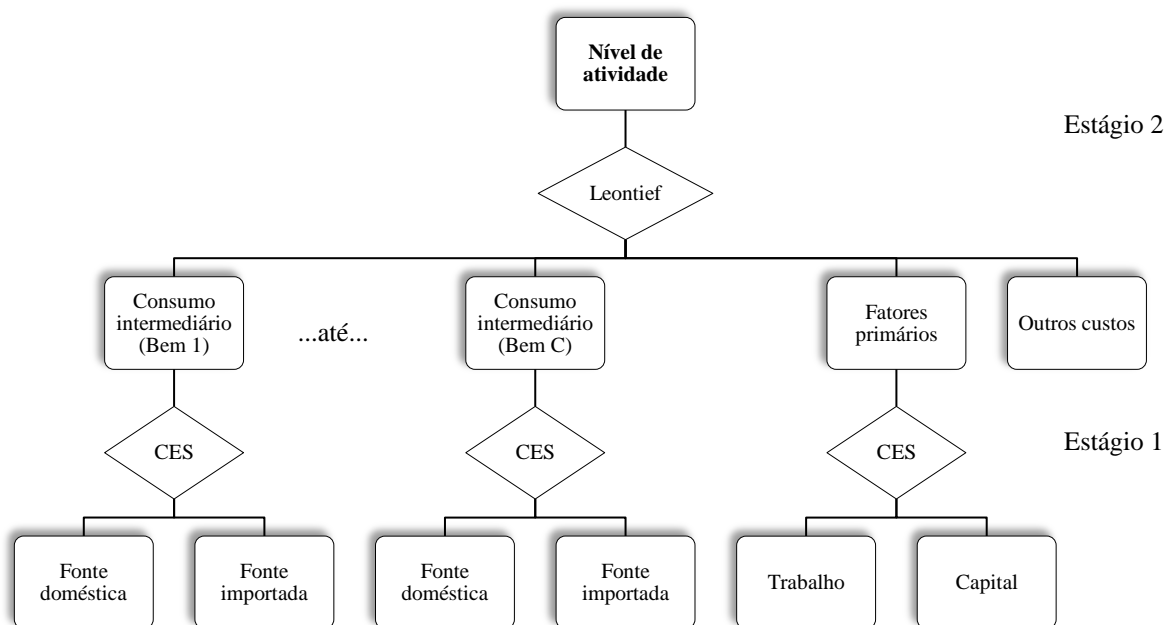 Nível de
atividade
Estágio 2
Leontief
Consumo
intermediário
(Bem 1)
...até...
Consumo
intermediário
(Bem C)
Fatores
primários
Outros custos
CES
CES
CES
Estágio 1
Fonte
doméstica
Fonte
importada
Fonte
doméstica
Fonte
importada
Trabalho
Capital